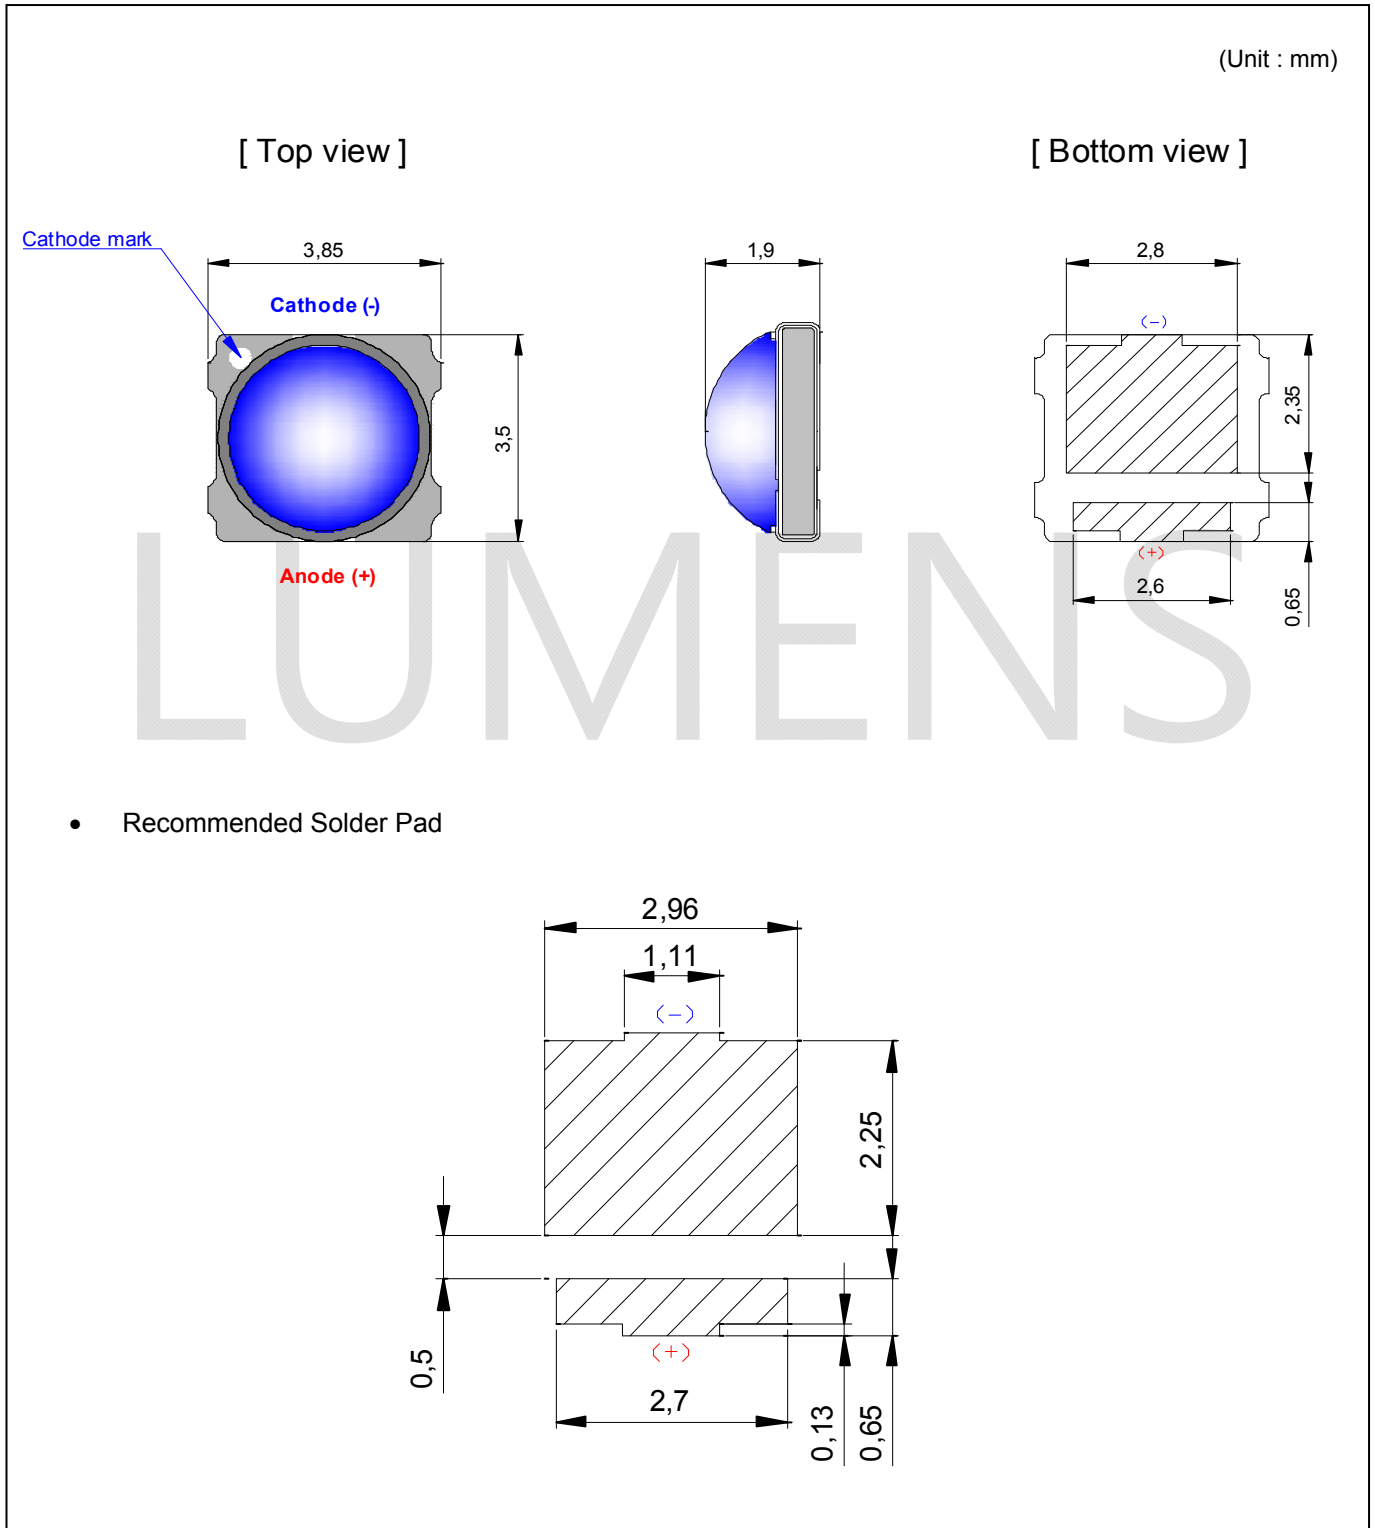 (Unit : mm)
[ Top view ]
[ Bottom view ]
Cathode mark
3,85
1,9
2,8
Cathode (-)
(-)
3,5
2,35
Anode (+)
(+)
2,6
0,65
LUMENS
• Recommended Solder Pad
2,96
1,11
(-)
2,25
0,5
(+)
2,7
0,13
0,65